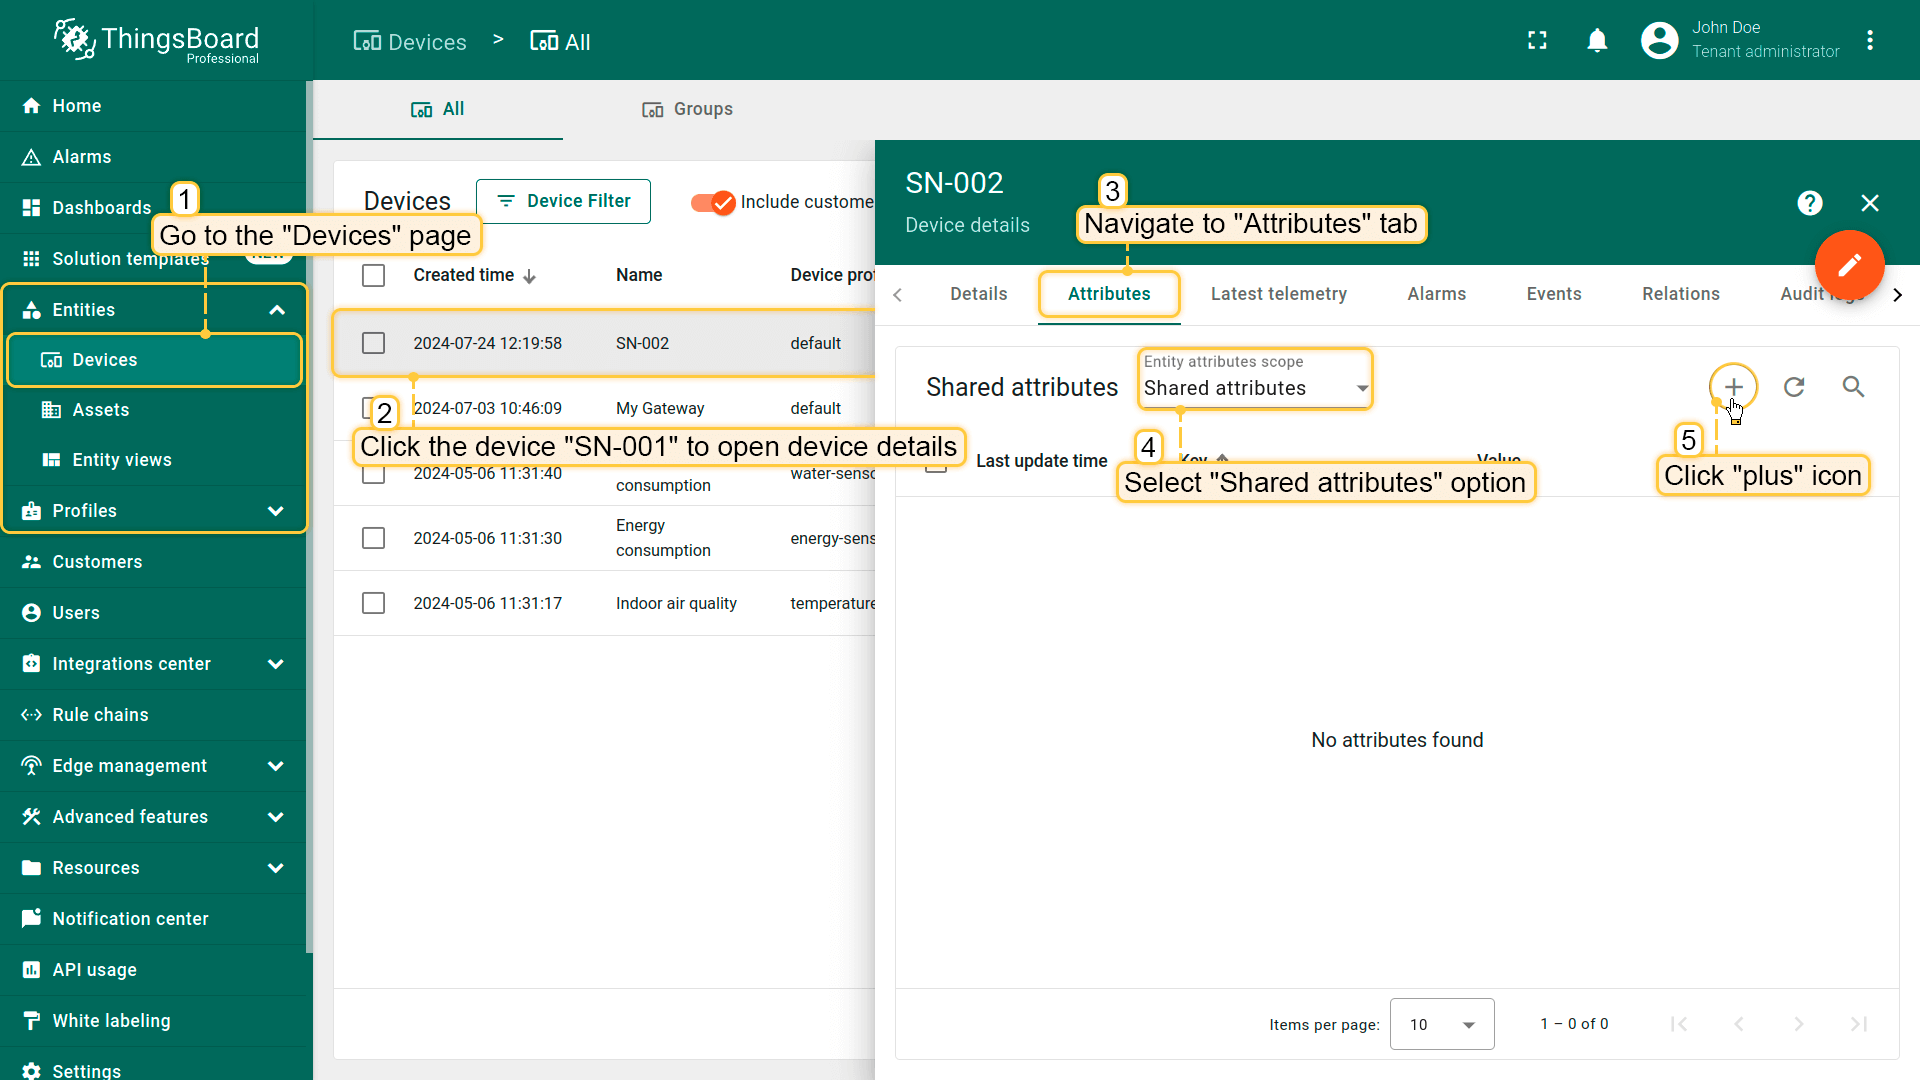 ThingsBoard
Professional
Devices > All
John Doe
Tenant administrator
Home
Alarms
Dashboards
Solution templates
Entities
Devices
Assets
Entity views
Profiles
Customers
Users
Integrations center
Rule chains
Edge management
Advanced features
Resources
Notification center
API usage
White labeling
Settings
1
Go to the "Devices" page
All
Groups
Devices
Device Filter
Include custome
Created time
Name
Device prof
2024-07-24 12:19:58 SN-002 default
2024-07-03 10:46:09 My Gateway default
2
Click the device "SN-001" to open device details
2024-05-06 11:31:40
consumption
water-senso
2024-05-06 11:31:30
Energy
consumption
energy-sens
2024-05-06 11:31:17 Indoor air quality temperature
SN-002
Device details
3
Navigate to "Attributes" tab
Details
Attributes
Latest telemetry
Alarms
Events
Relations
Audit logs
Shared attributes
Entity attributes scope
Shared attributes
4
Select "Shared attributes" option
5
Click "plus" icon
Last update time
Key
Value
No attributes found
Items per page: 10
1 – 0 of 0